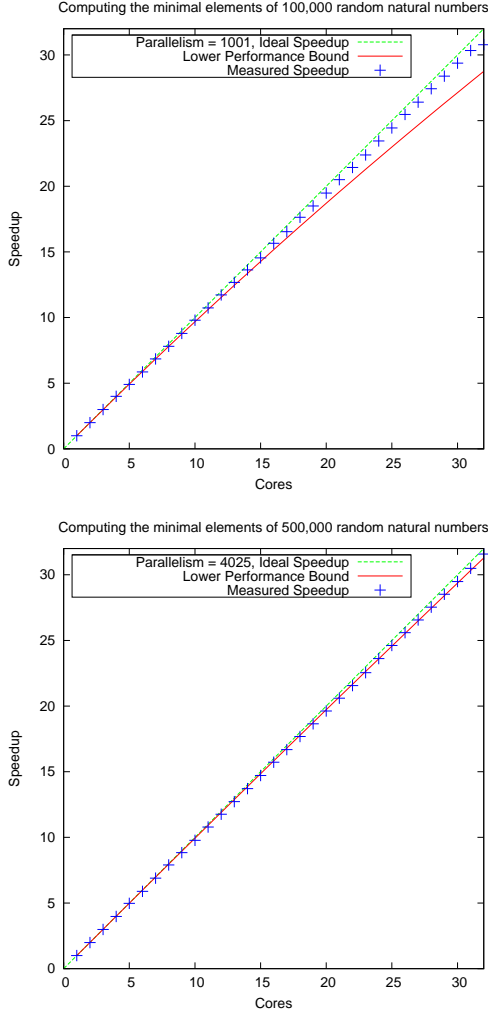 Computing the minimal elements of 100,000 random natural numbers
Parallelism = 1001, Ideal Speedup
Lower Performance Bound
Measured Speedup
30
25
20
15
10
5
0
Speedup
0 5 10 15 20 25 30
Cores
Computing the minimal elements of 500,000 random natural numbers
Parallelism = 4025, Ideal Speedup
Lower Performance Bound
Measured Speedup
30
25
20
15
10
5
0
Speedup
0 5 10 15 20 25 30
Cores